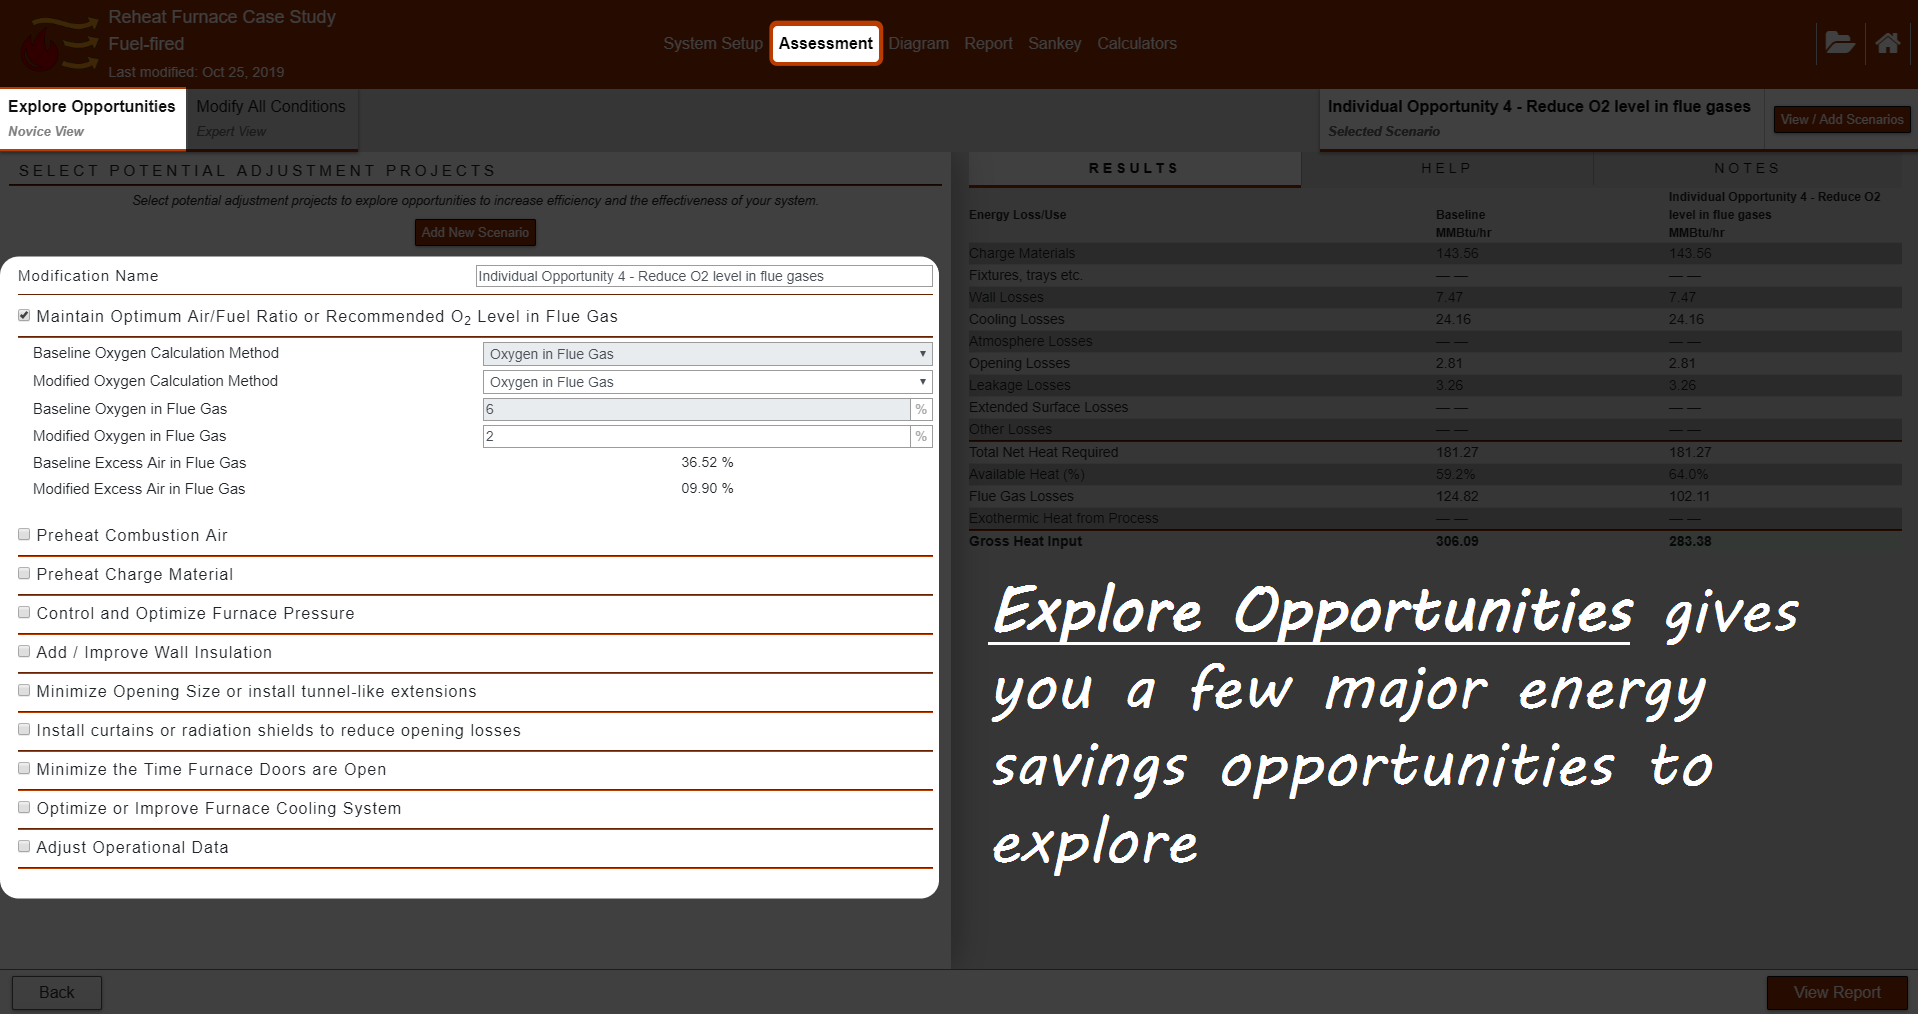 Reheat Furnace Case Study
Fuel-fired
Last modified: Oct 25, 2019
System Setup Assessment Diagram Report Sankey Calculators
Explore Opportunities
Novice View
Modify All Conditions
Expert View
Individual Opportunity 4 - Reduce O2 level in flue gases
Selected Scenario
View / Add Scenarios
SELECT POTENTIAL ADJUSTMENT PROJECTS
Select potential adjustment projects to explore opportunities to increase efficiency and the effectiveness of your system.
Add New Scenario
Modification Name Individual Opportunity 4 - Reduce O2 level in flue gases
Maintain Optimum Air/Fuel Ratio or Recommended O2 Level in Flue Gas
Baseline Oxygen Calculation Method Oxygen in Flue Gas
Modified Oxygen Calculation Method Oxygen in Flue Gas
Baseline Oxygen in Flue Gas 6 %
Modified Oxygen in Flue Gas 2 %
Baseline Excess Air in Flue Gas 36.52 %
Modified Excess Air in Flue Gas 09.90 %
Preheat Combustion Air
Preheat Charge Material
Control and Optimize Furnace Pressure
Add / Improve Wall Insulation
Minimize Opening Size or install tunnel-like extensions
Install curtains or radiation shields to reduce opening losses
Minimize the Time Furnace Doors are Open
Optimize or Improve Furnace Cooling System
Adjust Operational Data
RESULTS HELP NOTES
Energy Loss/Use
Baseline
MMBtu/hr
Individual Opportunity 4 - Reduce O2
level in flue gases
MMBtu/hr
Charge Materials 143.56 143.56
Fixtures, trays etc. — — — —
Wall Losses 7.47 7.47
Cooling Losses 24.16 24.16
Atmosphere Losses — — — —
Opening Losses 2.81 2.81
Leakage Losses 3.26 3.26
Extended Surface Losses — — — —
Other Losses — — — —
Total Net Heat Required 181.27 181.27
Available Heat (%) 59.2% 64.0%
Flue Gas Losses 124.82 102.11
Exothermic Heat from Process — — — —
Gross Heat Input 306.09 283.38
Explore Opportunities gives
you a few major energy
savings opportunities to
explore
Back
View Report